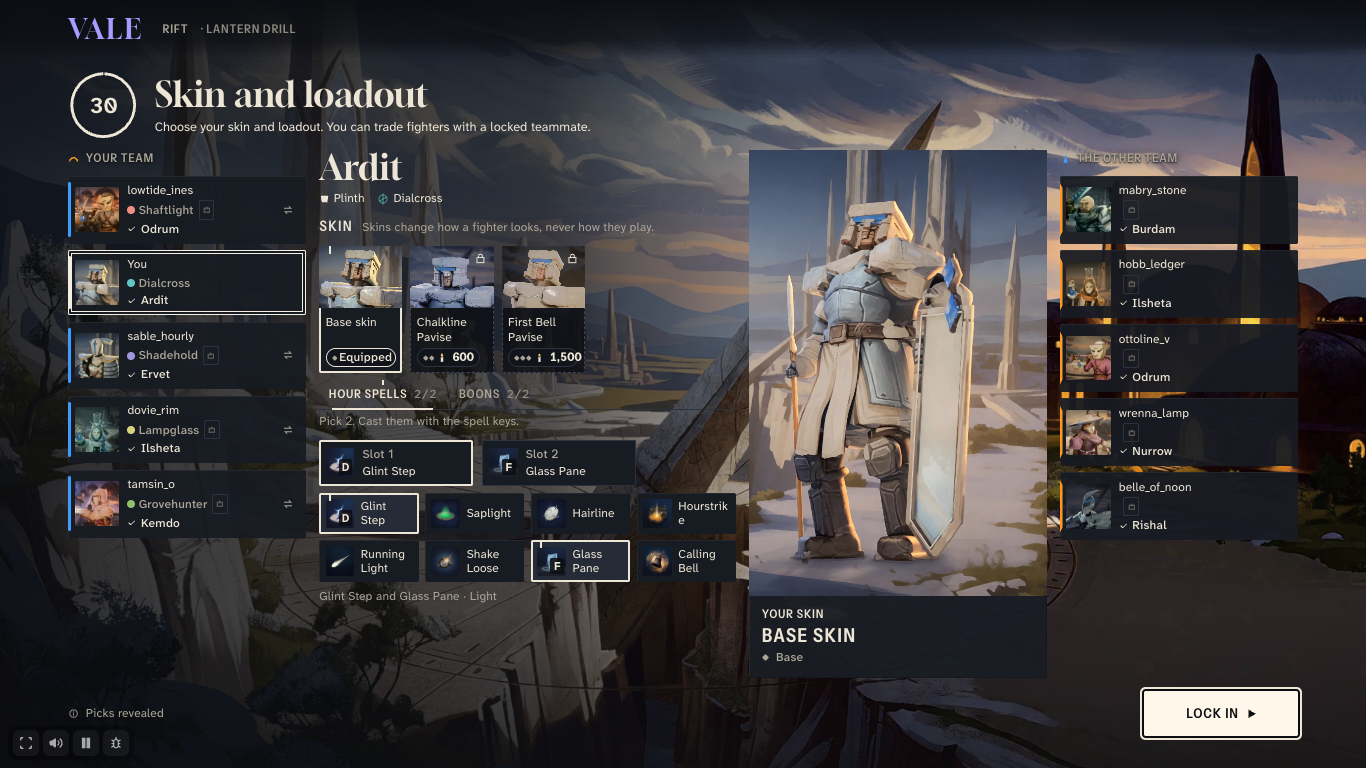 VALE RIFT · LANTERN DRILL
30
Skin and loadout
Choose your skin and loadout. You can trade fighters with a locked teammate.
YOUR TEAM
lowtide_ines
Shaftlight
Odrum
You
Dialcross
Ardit
sable_hourly
Shadehold
Ervet
dovie_rim
Lampglass
Ilsheta
tamsin_o
Grovehunter
Kemdo
Ardit
Plinth Dialcross
SKIN Skins change how a fighter looks, never how they play.
Base skin
Equipped
Chalkline
Pavise
600
First Bell
Pavise
1,500
HOUR SPELLS 2/2 BOONS 2/2
Pick 2. Cast them with the spell keys.
D Slot 1
Glint Step
F Slot 2
Glass Pane
D Glint
Step
Saplight
Hairline
Hourstrik
e
Running
Light
Shake
Loose
F Glass
Pane
Calling
Bell
Glint Step and Glass Pane · Light
YOUR SKIN
BASE SKIN
Base
THE OTHER TEAM
mabry_stone
Burdam
hobb_ledger
Ilsheta
ottoline_v
Odrum
wrenna_lamp
Nurrow
belle_of_noon
Rishal
Picks revealed
LOCK IN